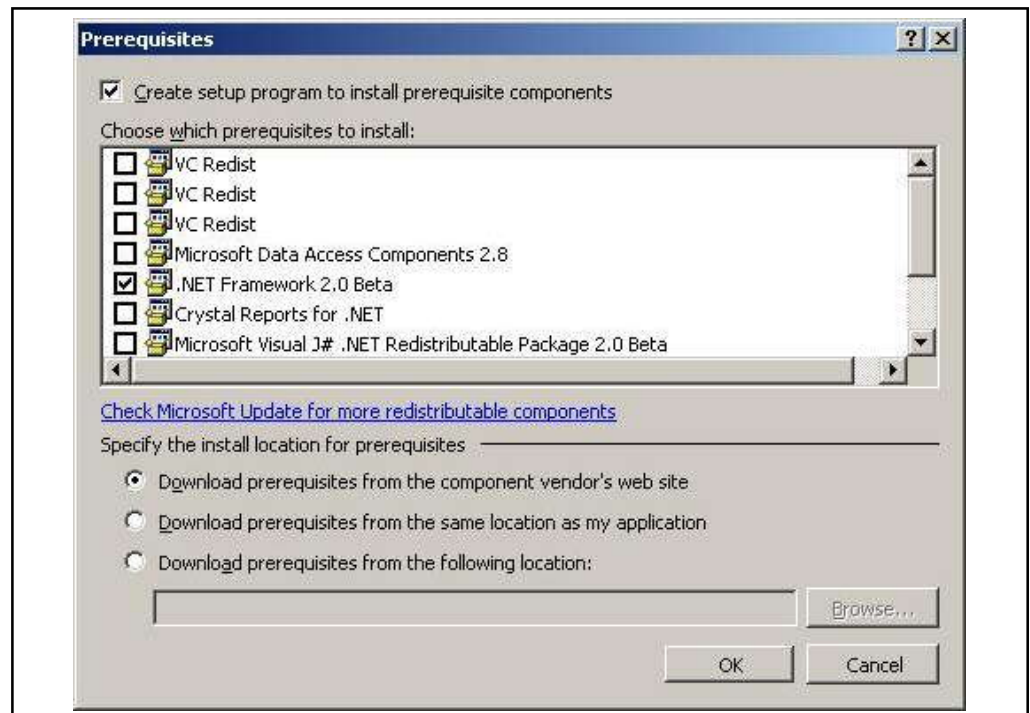 Prerequisites
Create setup program to install prerequisite components
Choose which prerequisites to install:
VC Redist
VC Redist
VC Redist
Microsoft Data Access Components 2.8
.NET Framework 2.0 Beta
Crystal Reports for .NET
Microsoft Visual J# .NET Redistributable Package 2.0 Beta
Check Microsoft Update for more redistributable components
Specify the install location for prerequisites
Download prerequisites from the component vendor's web site
Download prerequisites from the same location as my application
Download prerequisites from the following location:
Browse...
OK Cancel